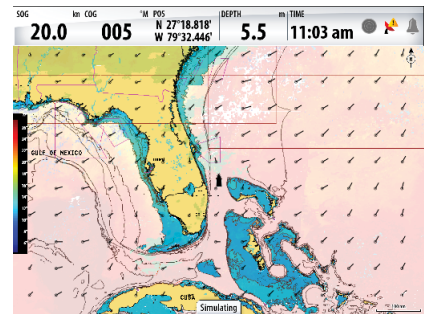 SOG kn COG °M POS DEPTH m TIME
20.0 005 N 27°18.818' 5.5 11:03 am
W 79°32.446'
GULF OF MEXICO
CUBA
Simulating